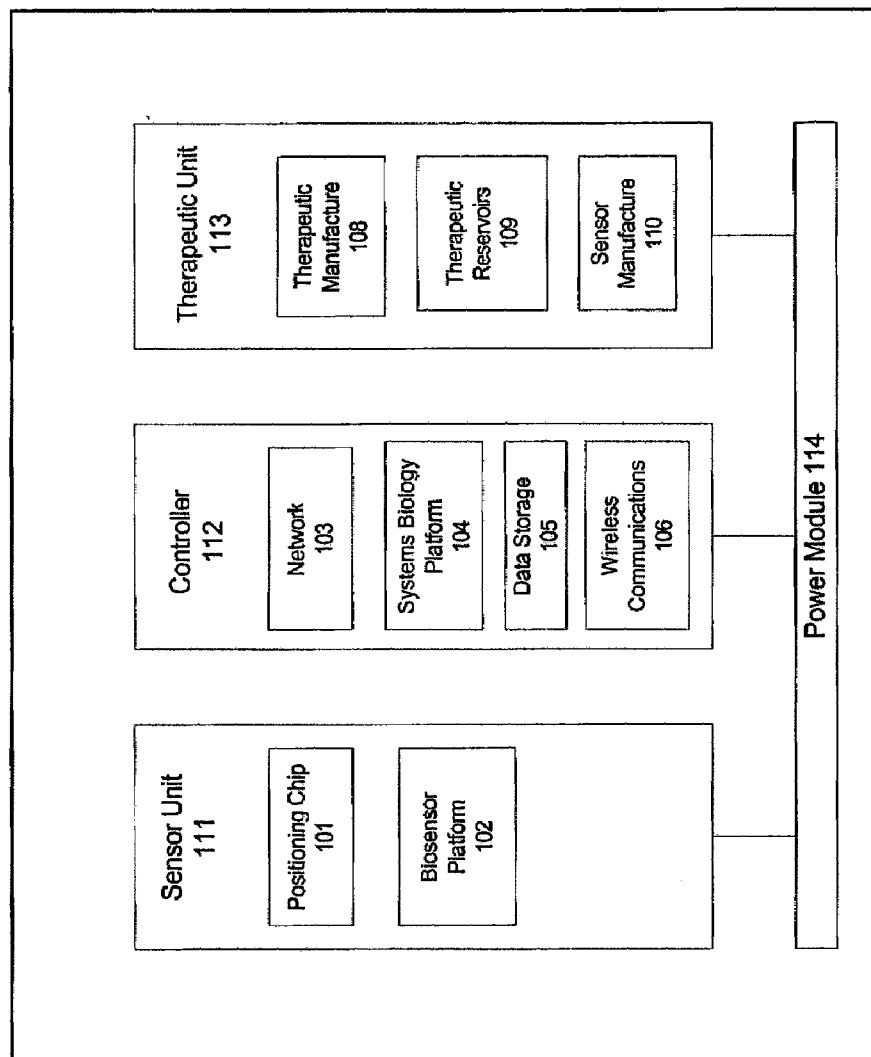 Sensor Unit
111
Positioning Chip
101
Biosensor
Platform
102
Controller
112
Network
103
Systems Biology
Platform
104
Data Storage
105
Wireless
Communications
106
Therapeutic Unit
113
Therapeutic
Manufacture
108
Therapeutic
Reservoirs
109
Sensor
Manufacture
110
Power Module 114